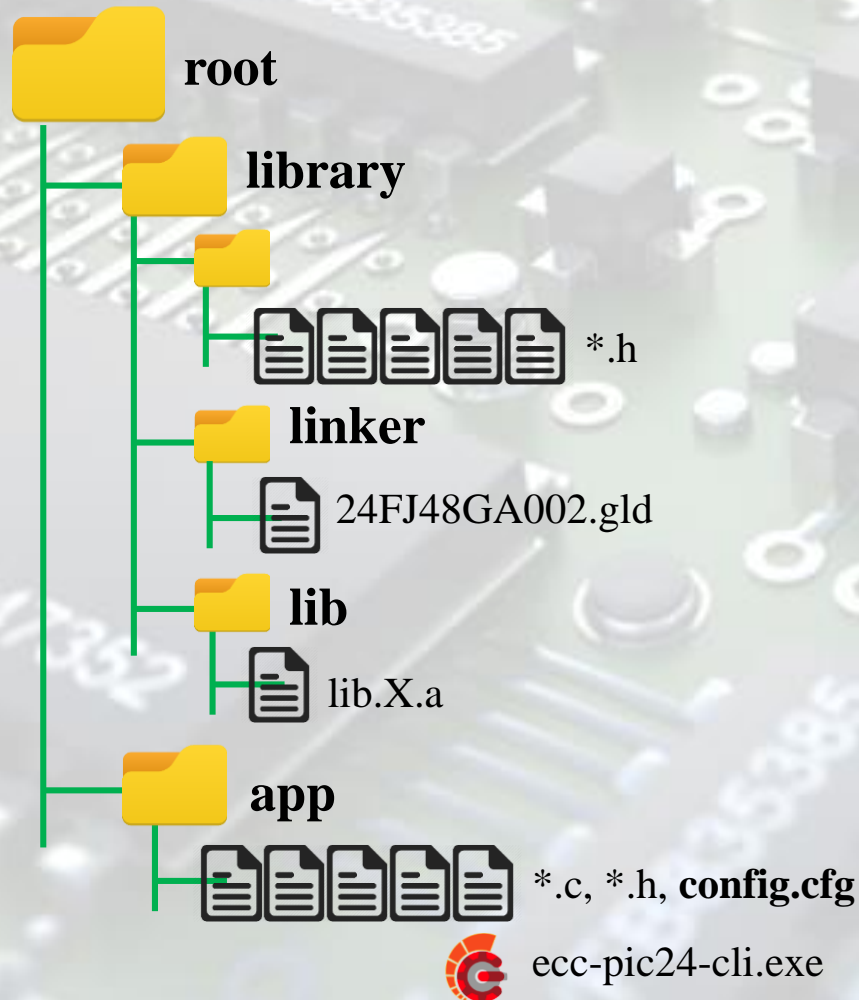 root
library
*.h
linker
24FJ48GA002.gld
lib
lib.X.a
app
*.c, *.h, config.cfg
ecc-pic24-cli.exe